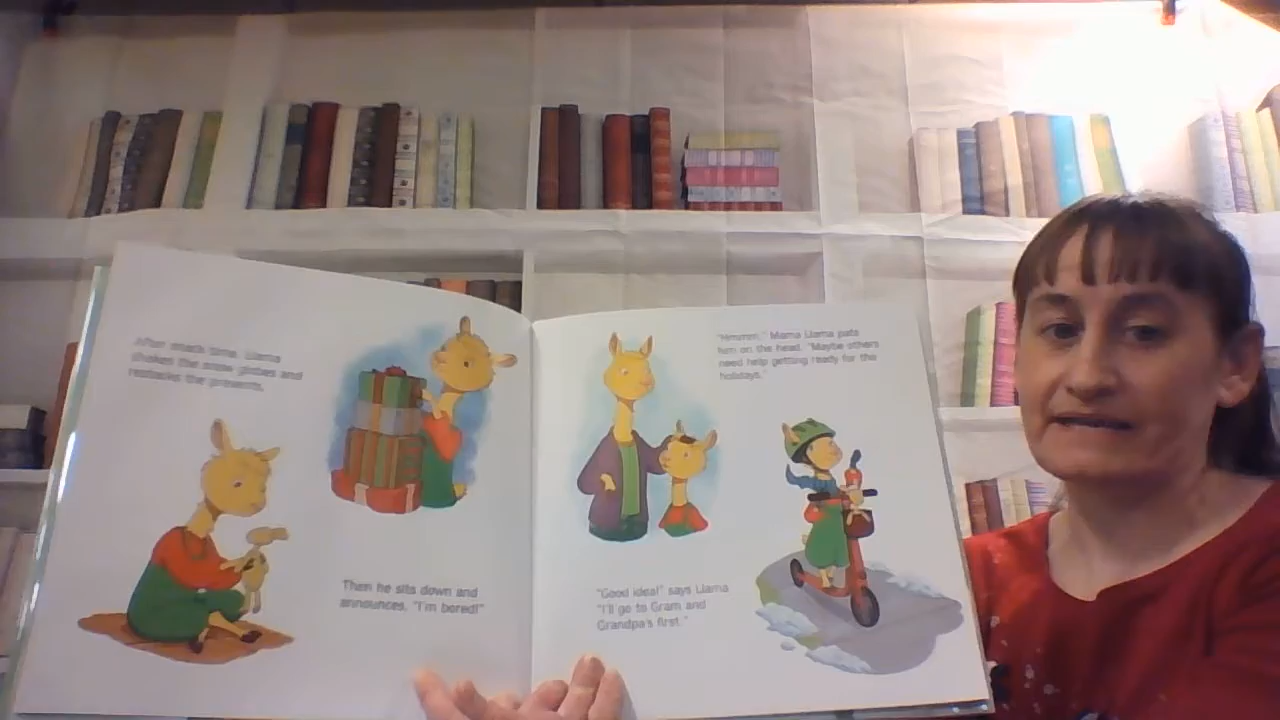 After snack time, Llama
shakes the snow globes and
restacks the presents.
Then he sits down and
announces, "I'm bored!"
"Hmmm," Mama Llama pats
him on the head. "Maybe others
need help getting ready for the
holidays."
"Good idea!" says Llama
"I'll go to Gram and
Grandpa's first."